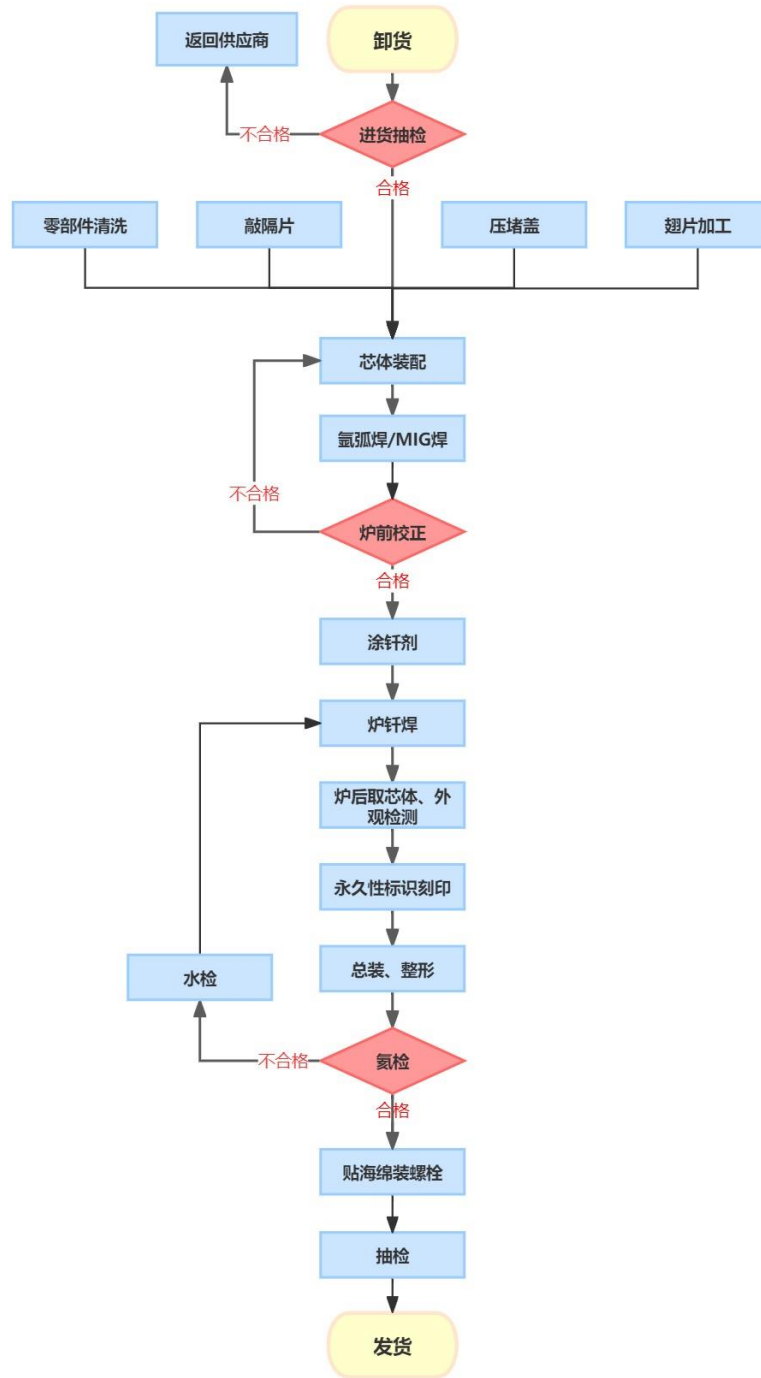 卸货
返回供应商
不合格
进货抽检
合格
零部件清洗
敲隔片
压堵盖
翅片加工
芯体装配
氩弧焊/MIG焊
不合格
炉前校正
合格
涂钎剂
炉钎焊
炉后取芯体、外
观检测
永久性标识刻印
总装、整形
水检
不合格
氦检
合格
贴海绵装螺栓
抽检
发货